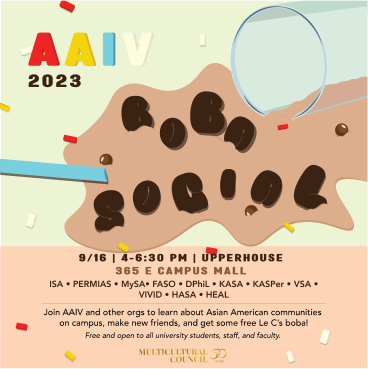 AAIV
2023
BOBA
SOCIAL
9/16 | 4-6:30 PM | UPPERHOUSE
365 E CAMPUS MALL
ISA • PERMIAS • MySA• FASO • DPhiL • KASA • KASPer • VSA •
VIVID • HASA • HEAL
Join AAIV and other orgs to learn about Asian American communities
on campus, make new friends, and get some free Le C's boba!
Free and open to all university students, staff, and faculty.
MULTICULTURAL
COUNCIL 50